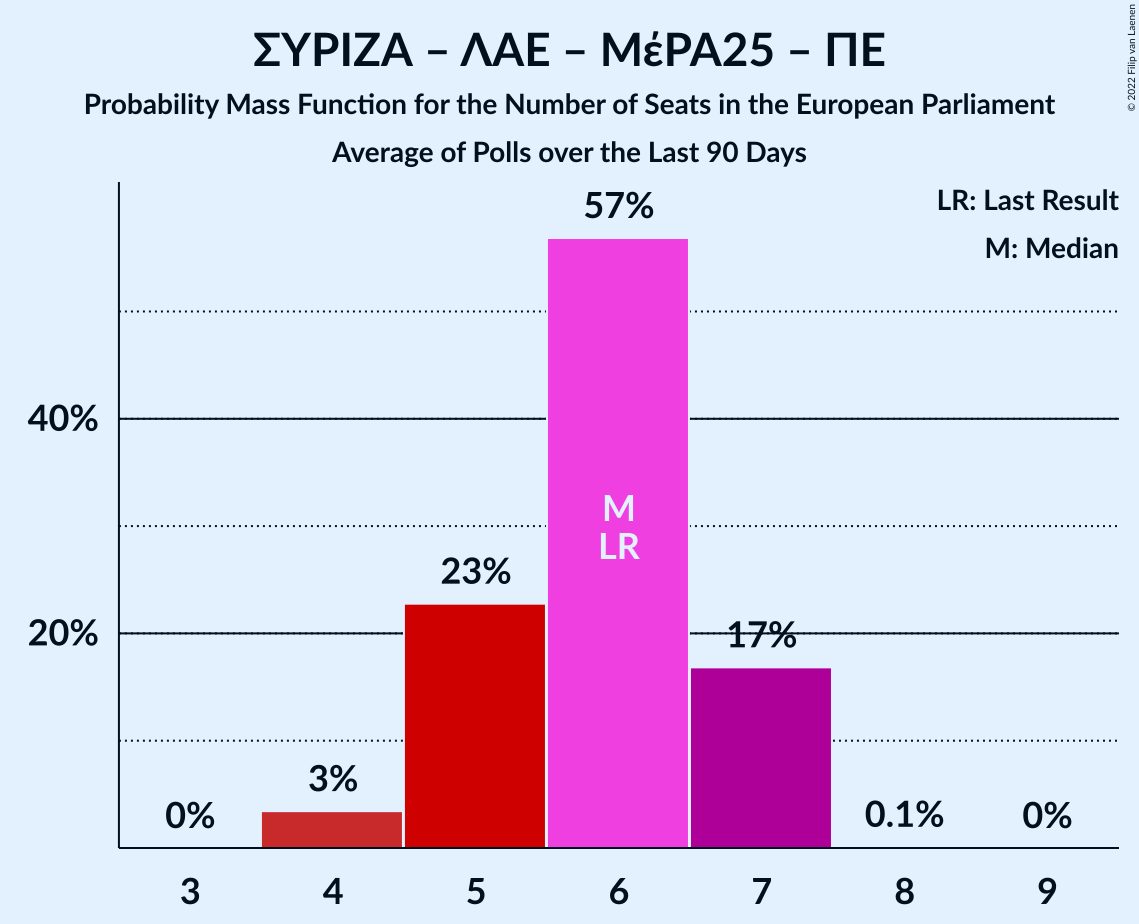 ΣΥΡΙΖΑ – ΛΑΕ – ΜέΡΑ25 – ΠΕ
Probability Mass Function for the Number of Seats in the European Parliament
Average of Polls over the Last 90 Days
© 2022 Filip van Laenen
LR: Last Result
M: Median
57%
40%
M
LR
23%
20%
17%
3%
0%
0.1%
0%
3 4 5 6 7 8 9